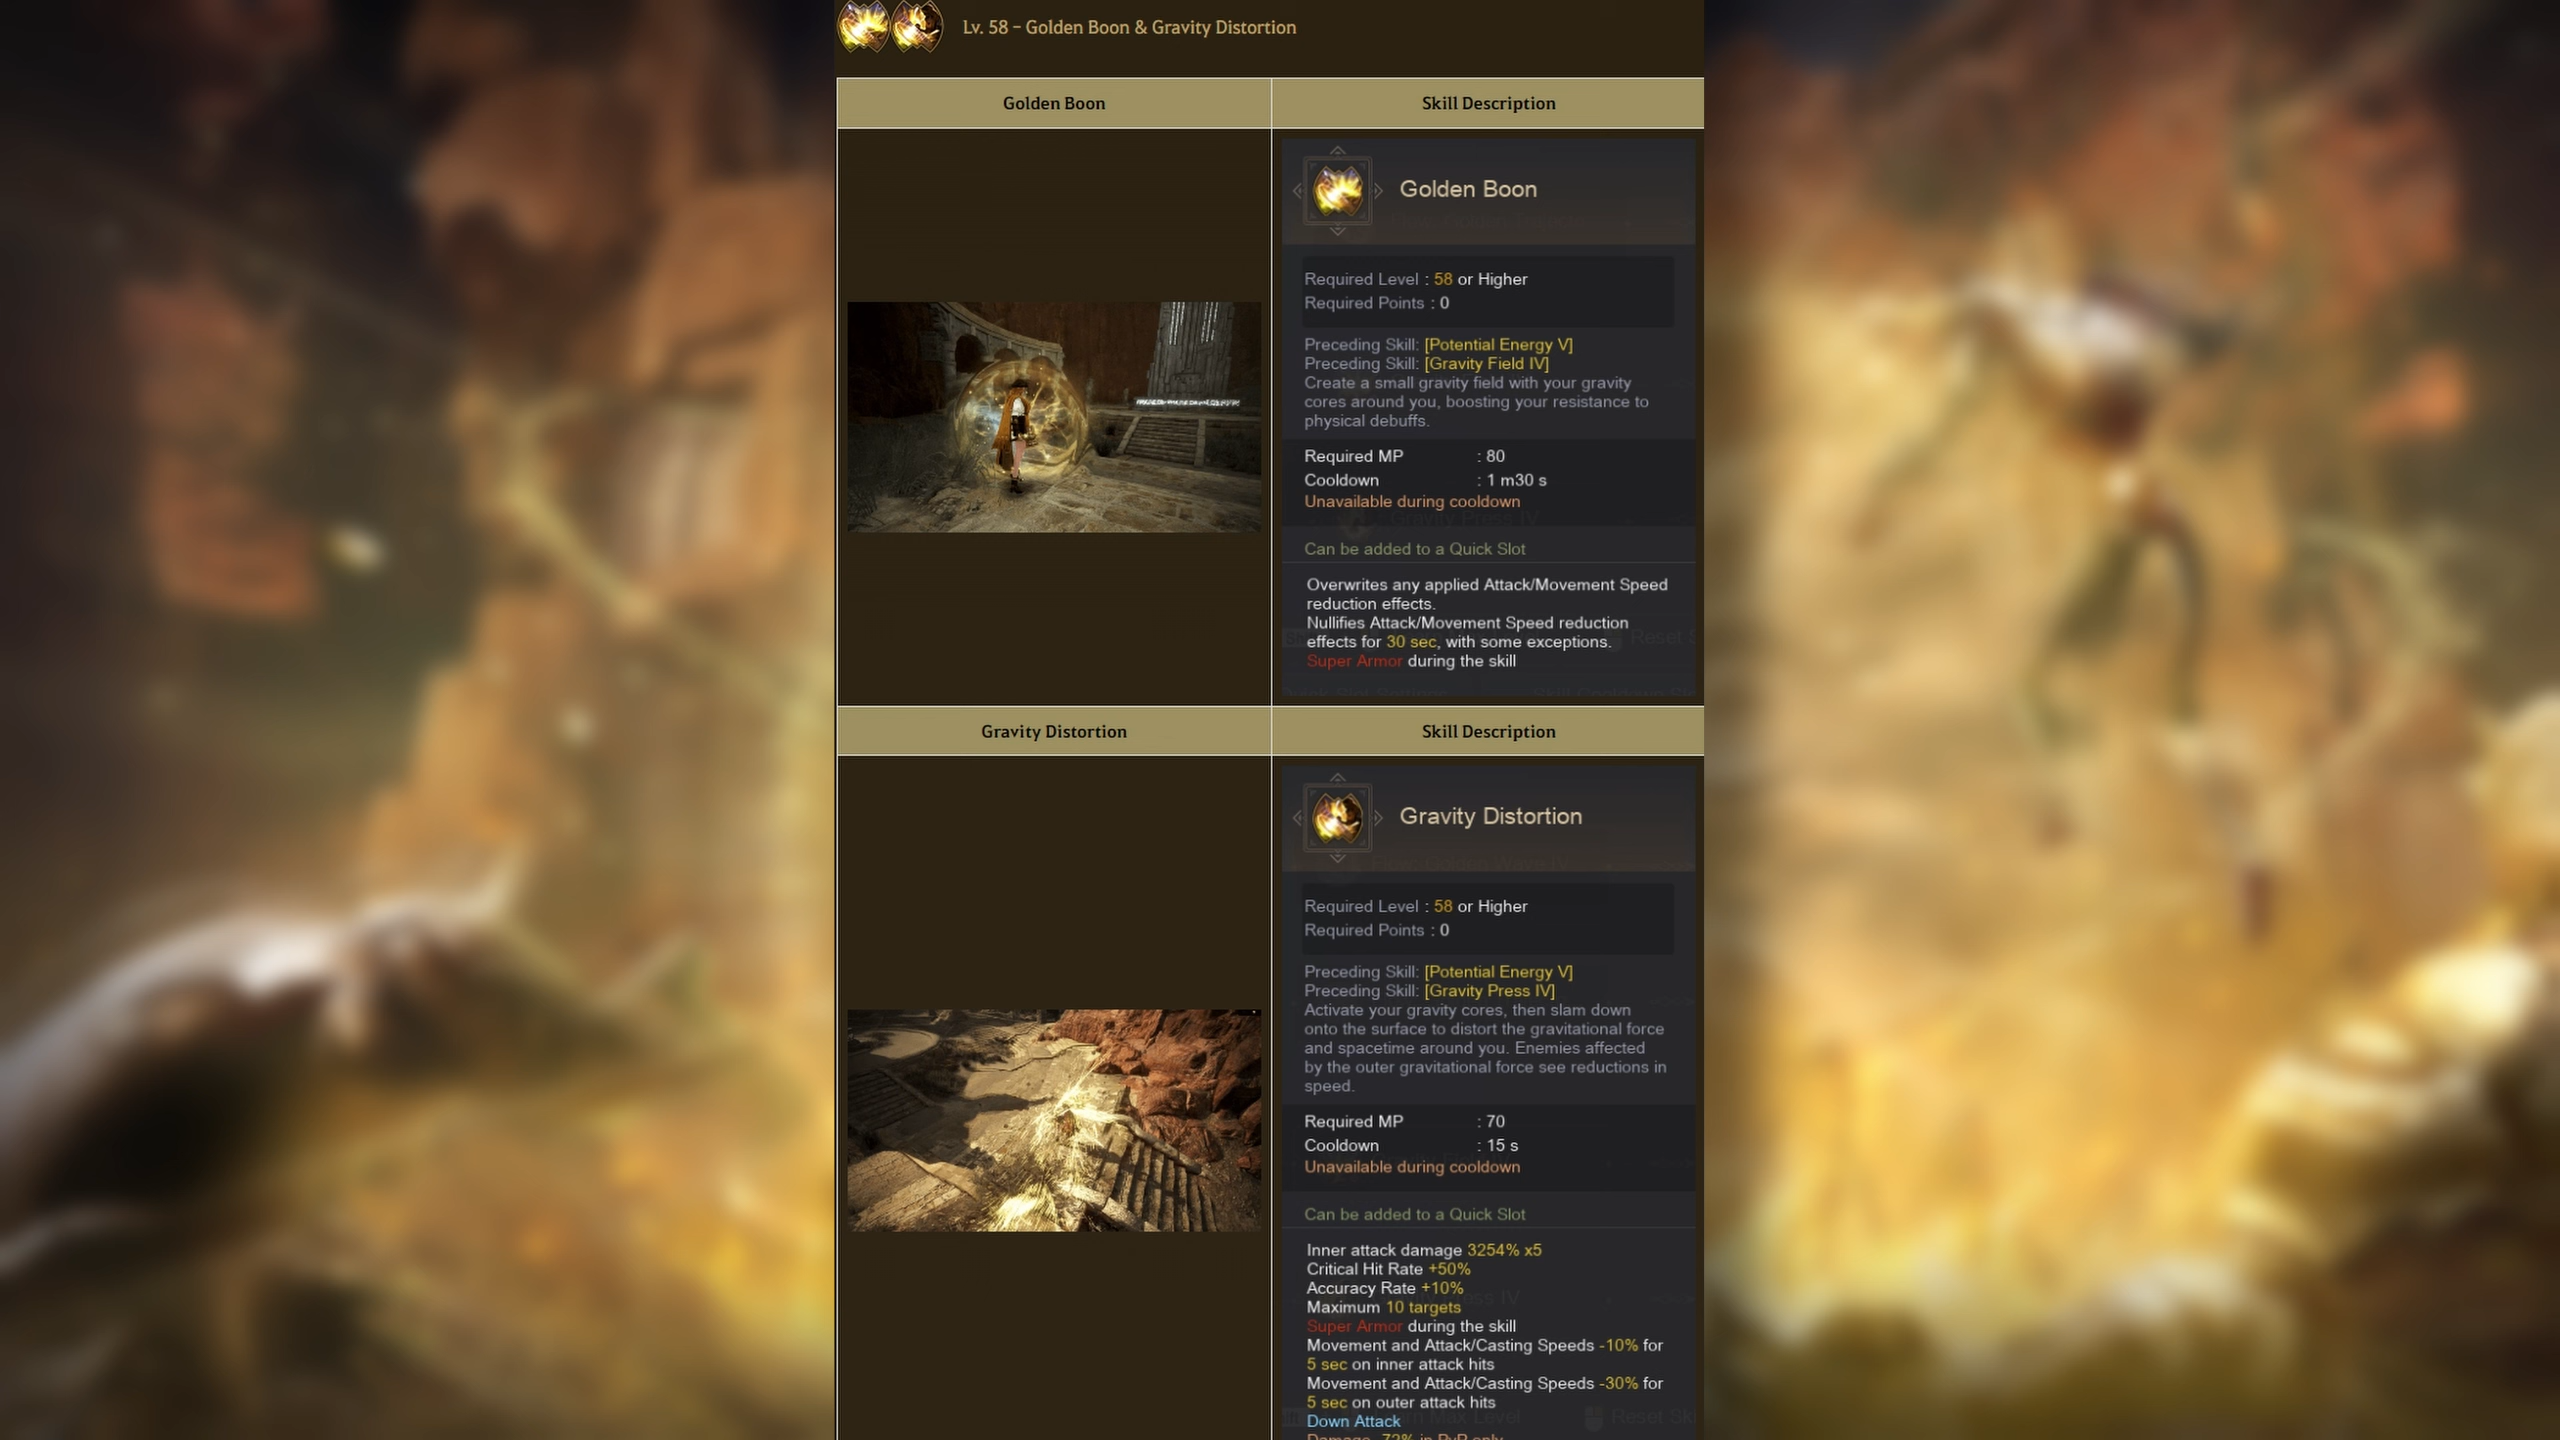 Lv. 58 – Golden Boon & Gravity Distortion
Golden Boon
Skill Description
Golden Boon
Required Level : 58 or Higher
Required Points : 0
Preceding Skill: [Potential Energy V]
Preceding Skill: [Gravity Field IV]
Create a small gravity field with your gravity
cores around you, boosting your resistance to
physical debuffs.
Required MP : 80
Cooldown : 1 m30 s
Unavailable during cooldown
Can be added to a Quick Slot
Overwrites any applied Attack/Movement Speed
reduction effects.
Nullifies Attack/Movement Speed reduction
effects for 30 sec, with some exceptions.
Super Armor during the skill
Gravity Distortion
Skill Description
Gravity Distortion
Required Level : 58 or Higher
Required Points : 0
Preceding Skill: [Potential Energy V]
Preceding Skill: [Gravity Press IV]
Activate your gravity cores, then slam down
onto the surface to distort the gravitational force
and spacetime around you. Enemies affected
by the outer gravitational force see reductions in
speed.
Required MP : 70
Cooldown : 15 s
Unavailable during cooldown
Can be added to a Quick Slot
Inner attack damage 3254% x5
Critical Hit Rate +50%
Accuracy Rate +10%
Maximum 10 targets
Super Armor during the skill
Movement and Attack/Casting Speeds -10% for
5 sec on inner attack hits
Movement and Attack/Casting Speeds -30% for
5 sec on outer attack hits
Down Attack